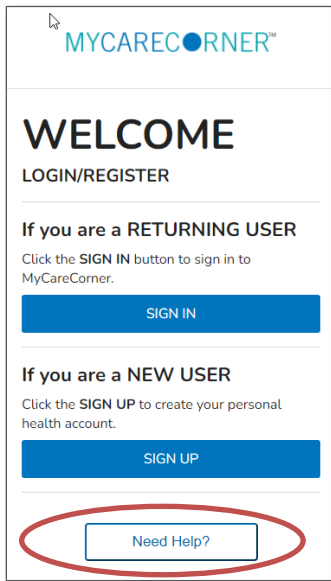 MYCARECORNER™
WELCOME
LOGIN/REGISTER
If you are a RETURNING USER
Click the SIGN IN button to sign in to
MyCareCorner.
SIGN IN
If you are a NEW USER
Click the SIGN UP to create your personal
health account.
SIGN UP
Need Help?